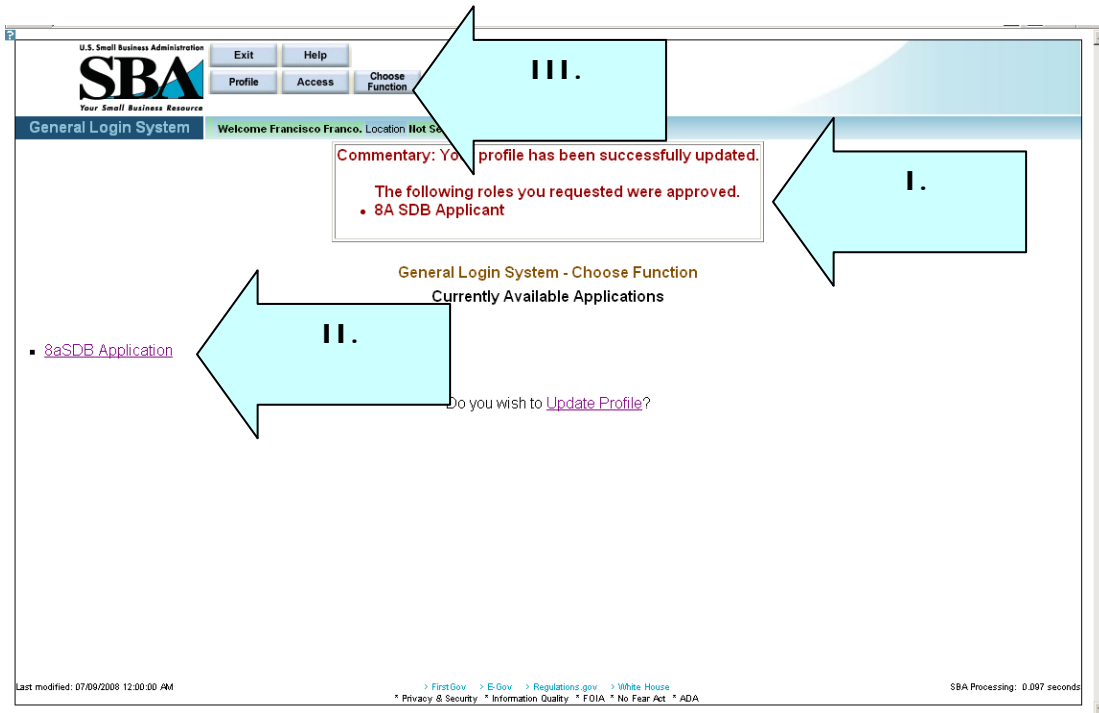 ?
U.S. Small Business Administration
SBA
Your Small Business Resource
Exit Help
Profile Access Choose Function
III.
General Login System Welcome Francisco Franco. Location Not Se
Commentary: Yo profile has been successfully updated.
The following roles you requested were approved.
• 8A SDB Applicant
I.
General Login System - Choose Function
Currently Available Applications
II.
▪ 8aSDB Application
Do you wish to Update Profile?
Last modified: 07/09/2008 12:00:00 AM > FirstGov > E-Gov > Regulations.gov > White House SBA Processing: 0.097 seconds
* Privacy & Security * Information Quality * FOIA * No Fear Act * ADA